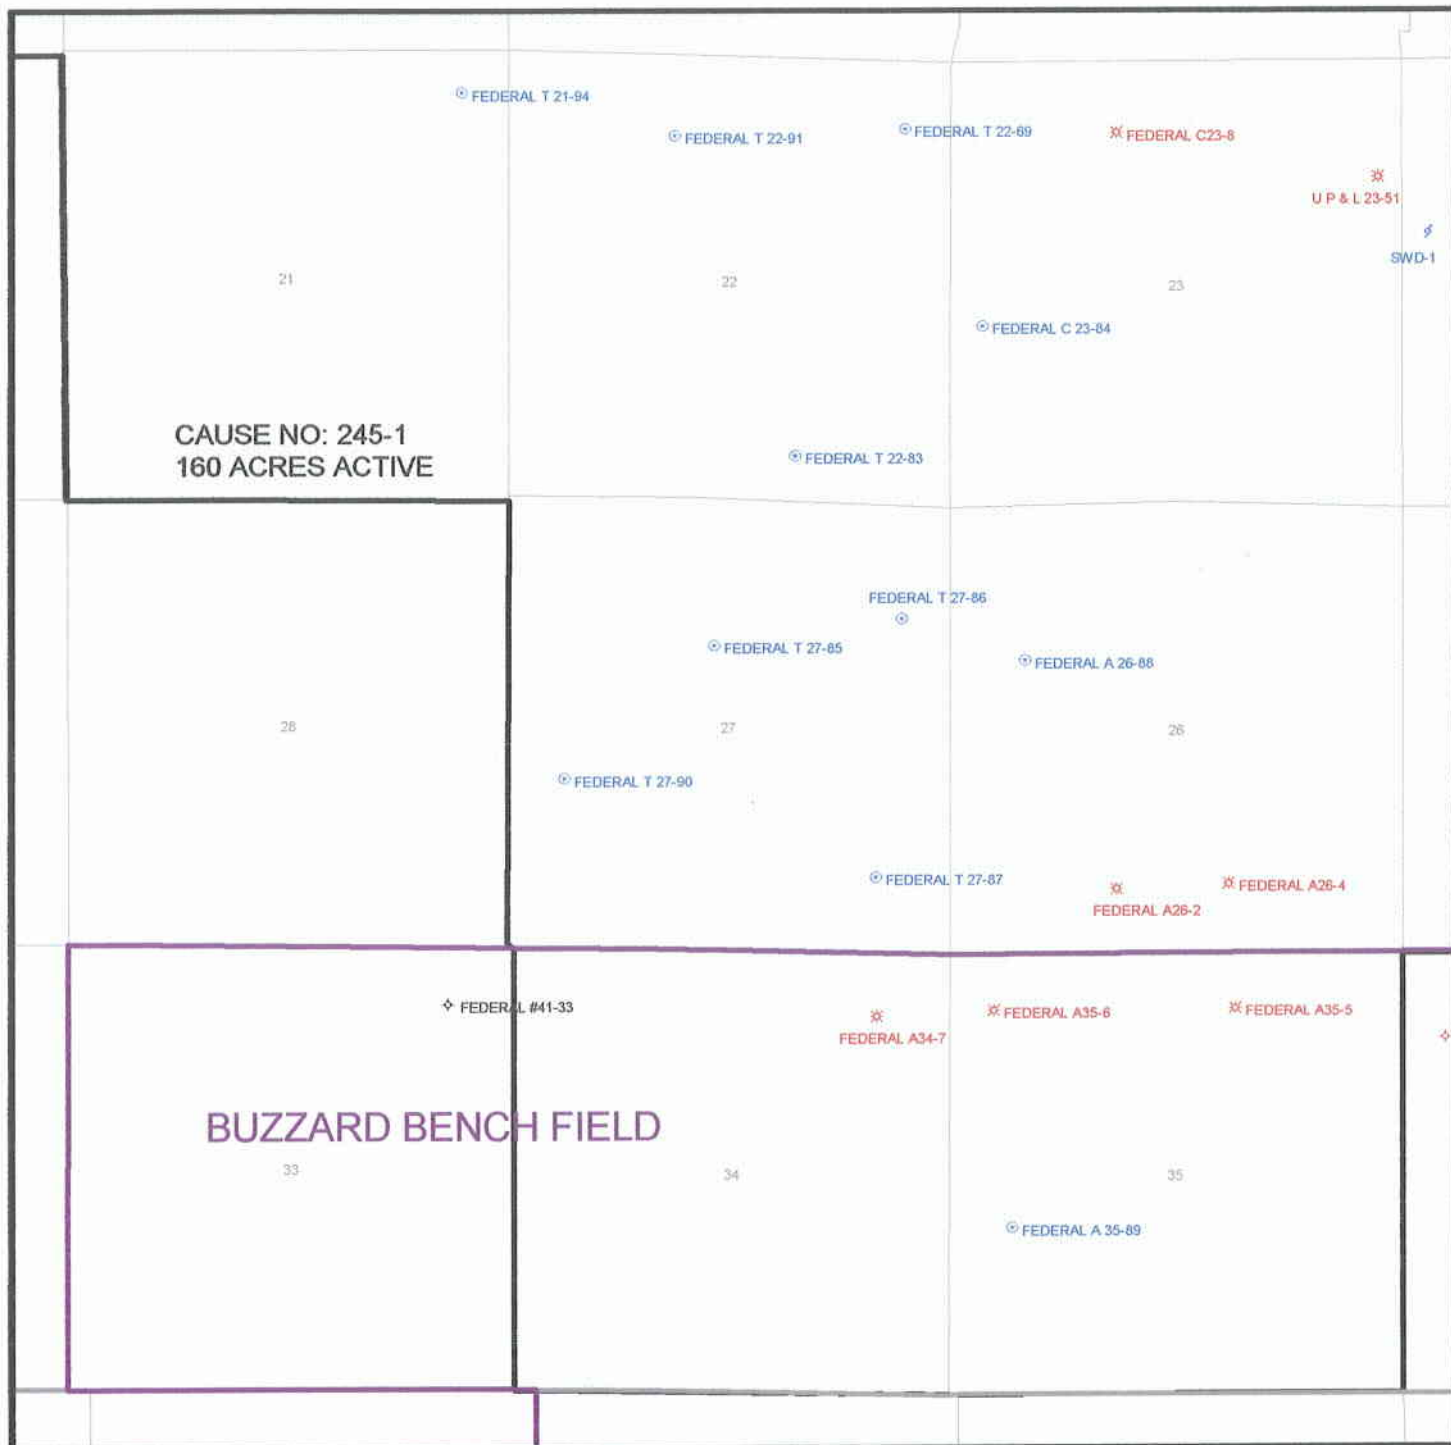 FEDERAL T 21-94
FEDERAL T 22-91
FEDERAL T 22-69
FEDERAL C23-8
U P & L 23-51
SWD-1
21
22
23
FEDERAL C 23-84
CAUSE NO: 245-1
160 ACRES ACTIVE
FEDERAL T 22-83
FEDERAL T 27-86
FEDERAL T 27-85
FEDERAL A 26-88
28
27
26
FEDERAL T 27-90
FEDERAL T 27-87
FEDERAL A26-4
FEDERAL A26-2
FEDERAL #41-33
FEDERAL A35-6
FEDERAL A35-5
FEDERAL A34-7
BUZZARD BENCH FIELD
33
34
35
FEDERAL A 35-89